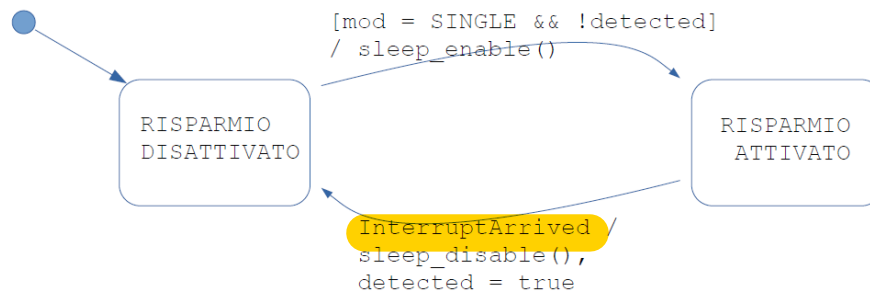 [mod = SINGLE && !detected]
/ sleep_enable()
RISPARMIO
DISATTIVATO
RISPARMIO
ATTIVATO
InterruptArrived /
sleep_disable(),
detected = true